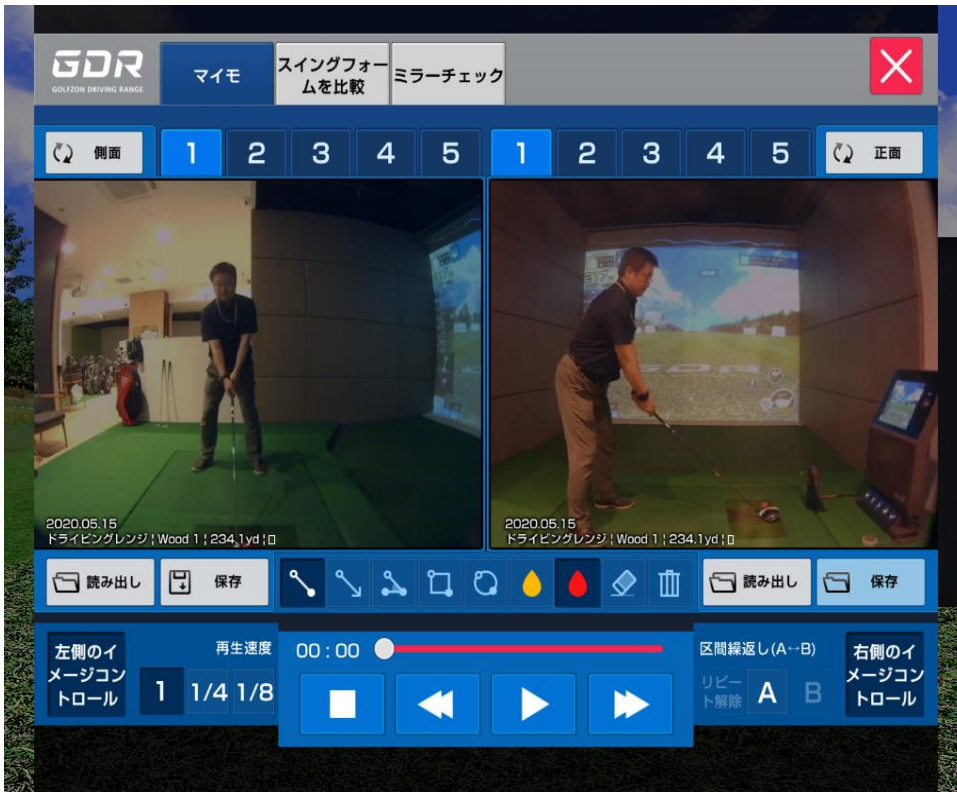 GDR
GOLFZON DRIVING RANGE
マイモ
スイングフォー
ムを比較
ミラーチェック
側面
1 2 3 4 5
1 2 3 4 5
正面
2020.05.15
ドライビングレンジ ¦ Wood 1 ¦ 234.1yd ¦ ▯
2020.05.15
ドライビングレンジ ¦ Wood 1 ¦ 234.1yd ¦ ▯
読み出し
保存
読み出し
保存
左側のイ
メージコン
トロール
再生速度
1 1/4 1/8
00 : 00
区間繰返し(A↔B)
リピー
ト解除
A B
右側のイ
メージコン
トロール
GDR